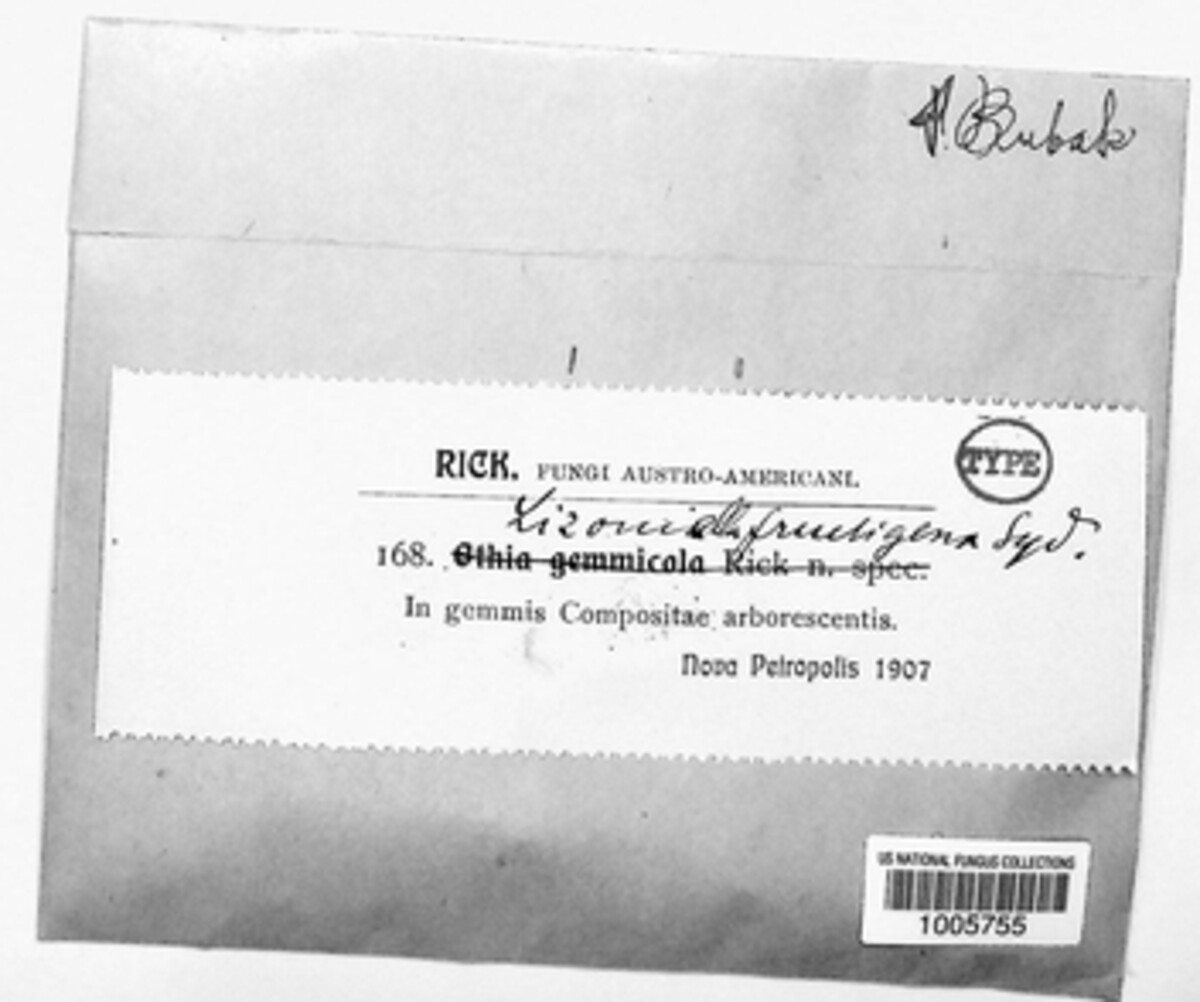 F. Bubak
RICK. FUNGI AUSTRO-AMERICANI.
TYPE
Lizoniella fructigena Syd.
168. Othia gemmicola Rick n. spec.
In gemmis Compositae arborescentis.
Nova Petropolis 1907
US NATIONAL FUNGUS COLLECTIONS
1005755